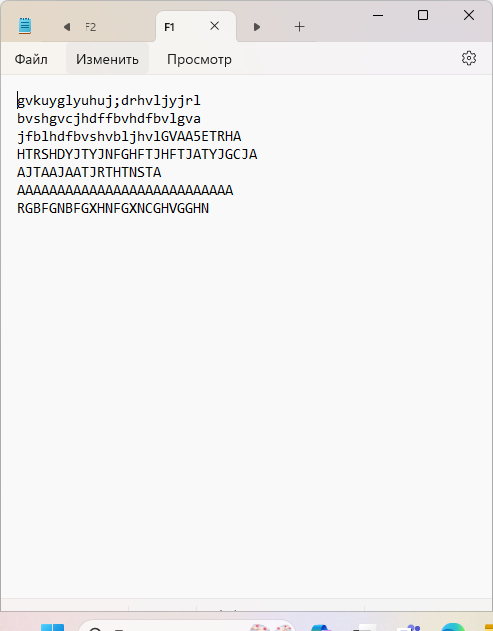 F2
F1
Файл Изменить Просмотр
gvkuyglyuhuj;drhvljyjrl
bvshgvcjhdffbvhdfbvlgva
jfblhdfbvshvbljhvlGVAA5ETRHA
HTRSHDYJTYJNFGHFTJHFTJATYJGCJA
AJTAAJAATJRTHTNSTA
AAAAAAAAAAAAAAAAAAAAAAAAAAA
RGBFGNBFGXHNFGXNCGHVGGHN